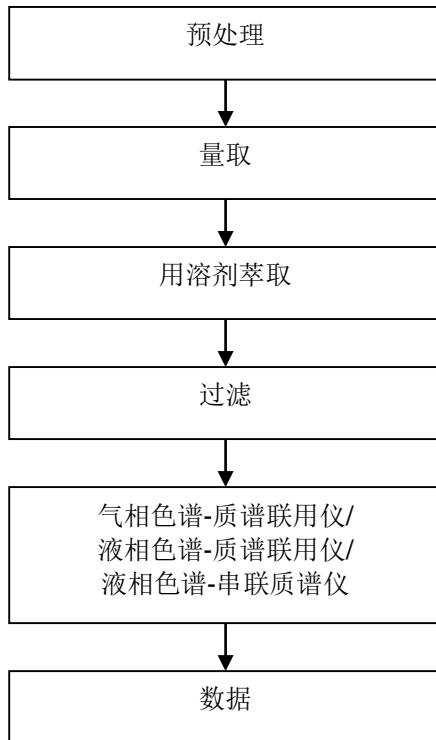 预处理
量取
用溶剂萃取
过滤
气相色谱-质谱联用仪/
液相色谱-质谱联用仪/
液相色谱-串联质谱仪
数据